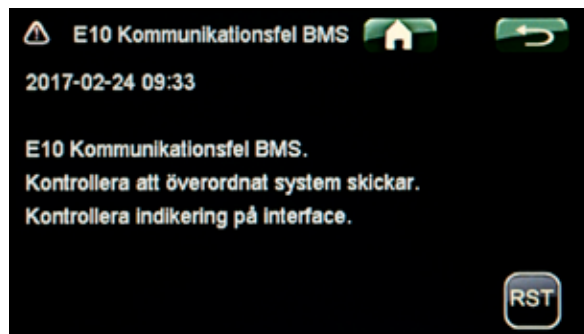 E10 Kommunikationsfel BMS
2017-02-24 09:33
E10 Kommunikationsfel BMS.
Kontrollera att överordnat system skickar.
Kontrollera indikering på interface.
RST